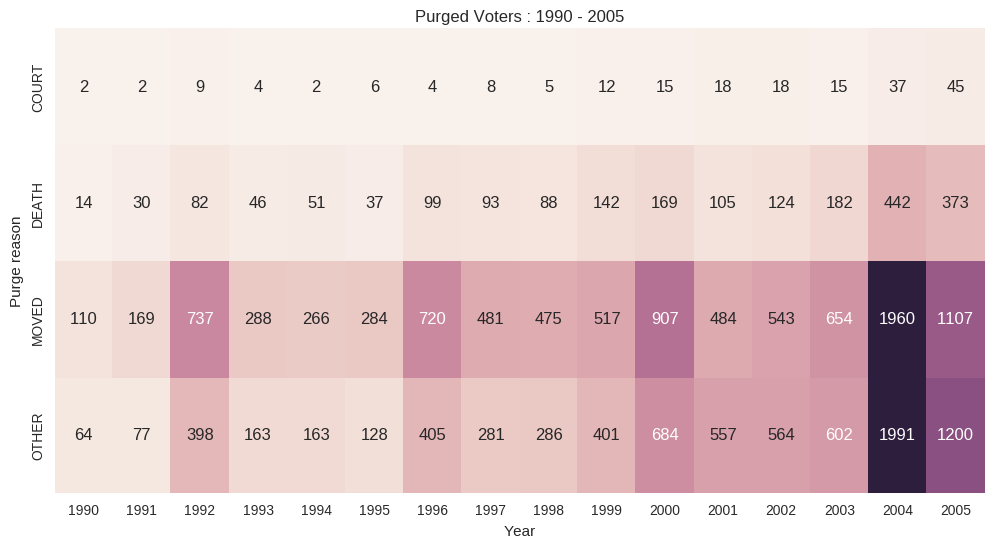 Purged Voters : 1990 - 2005
Purge reason
COURT 2 2 9 4 2 6 4 8 5 12 15 18 18 15 37 45
DEATH 14 30 82 46 51 37 99 93 88 142 169 105 124 182 442 373
MOVED 110 169 737 288 266 284 720 481 475 517 907 484 543 654 1960 1107
OTHER 64 77 398 163 163 128 405 281 286 401 684 557 564 602 1991 1200
1990 1991 1992 1993 1994 1995 1996 1997 1998 1999 2000 2001 2002 2003 2004 2005
Year